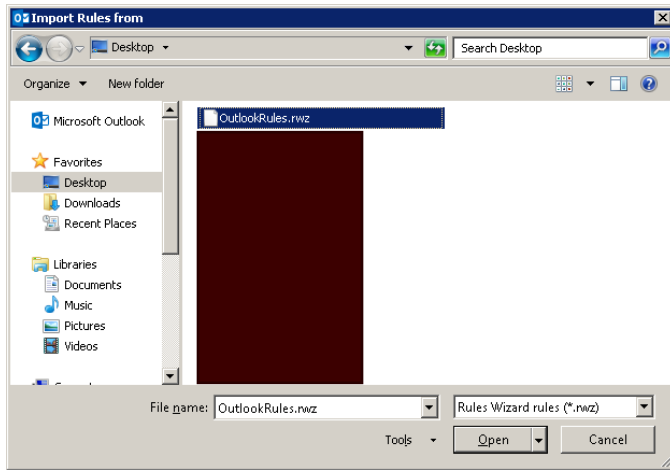 Import Rules from
Desktop
Search Desktop
Organize
New folder
Microsoft Outlook
OutlookRules.rwz
Favorites
Desktop
Downloads
Recent Places
Libraries
Documents
Music
Pictures
Videos
File name:
OutlookRules.rwz
Rules Wizard rules (*.rwz)
Tools
Open
Cancel